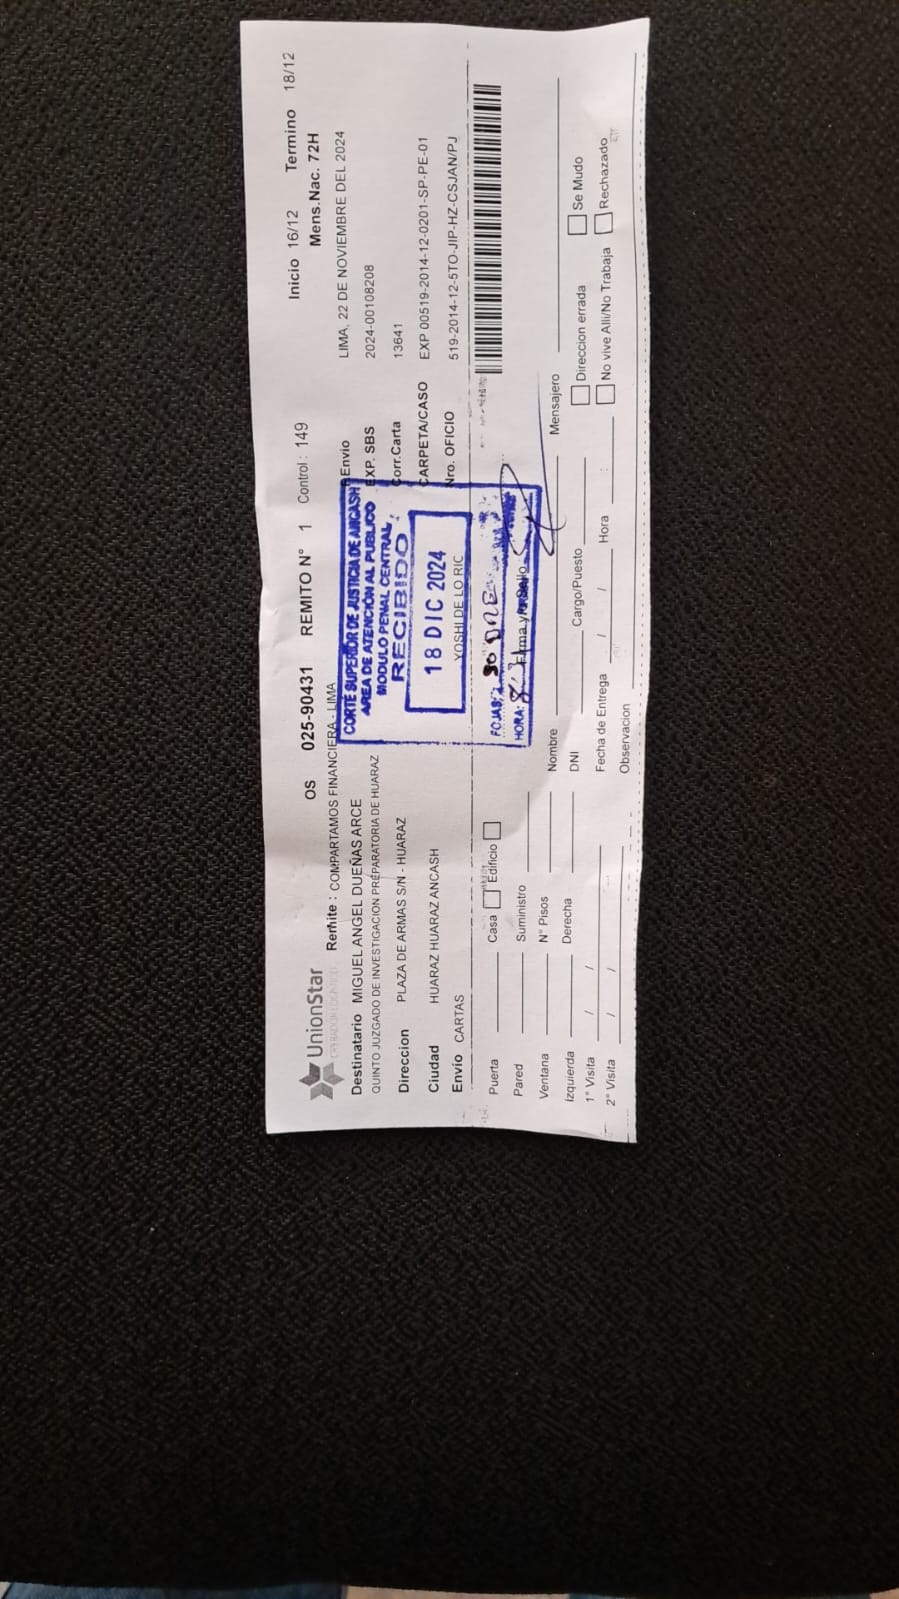 Inicio 16/12 Termino 18/12
OS 025-90431 REMITO N° 1 Control : 149 Mens.Nac. 72H
UnionStar
Remite : COMPARTAMOS FINANCIERA - LIMA
Destinatario MIGUEL ANGEL DUEÑAS ARCE
QUINTO JUZGADO DE INVESTIGACION PREPARATORIA DE HUARAZ
Direccion PLAZA DE ARMAS S/N - HUARAZ
Ciudad HUARAZ HUARAZ ANCASH
Envío CARTAS
Envio LIMA, 22 DE NOVIEMBRE DEL 2024
EXP. SBS 2024-00108208
Corr.Carta 13641
CARPETA/CASO EXP 00519-2014-12-0201-SP-PE-01
Nro. OFICIO 519-2014-12-5TO-JIP-HZ-CSJAN/PJ
CORTE SUPERIOR DE JUSTICIA DE ANCASH
AREA DE ATENCIÓN AL PUBLICO
MODULO PENAL CENTRAL
RECIBIDO
18 DIC 2024
YOSHI DE LO RIC
FOJAS:
HORA:
Firma y/o Sello
Puerta Casa Edificio
Pared Suministro
Ventana N° Pisos Nombre Mensajero
Izquierda Derecha DNI Cargo/Puesto Direccion errada Se Mudo
1° Visita / / Fecha de Entrega / / Hora : No vive Alli/No Trabaja Rechazado
2° Visita / / Observacion